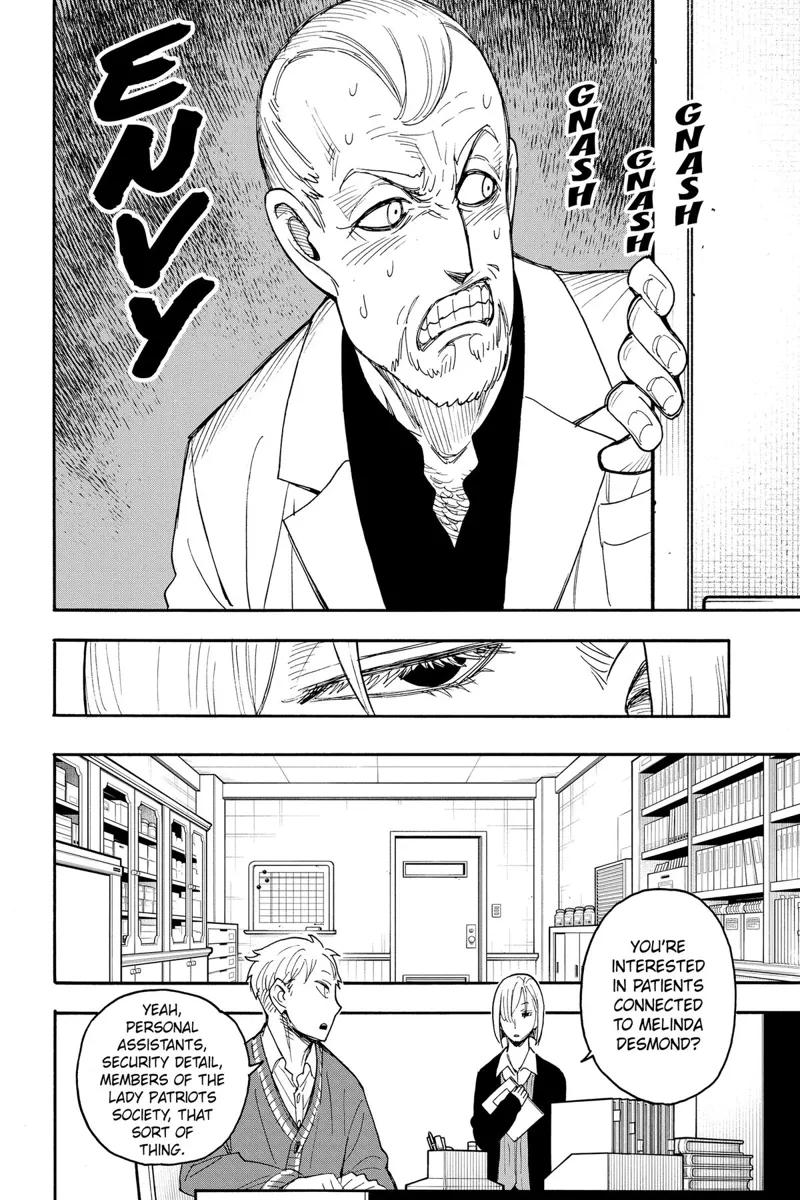 ENVY
GNASH
GNASH
GNASH
YOU'RE
INTERESTED
IN PATIENTS
CONNECTED
TO MELINDA
DESMOND?
YEAH,
PERSONAL
ASSISTANTS,
SECURITY DETAIL,
MEMBERS OF THE
LADY PATRIOTS
SOCIETY, THAT
SORT OF
THING.